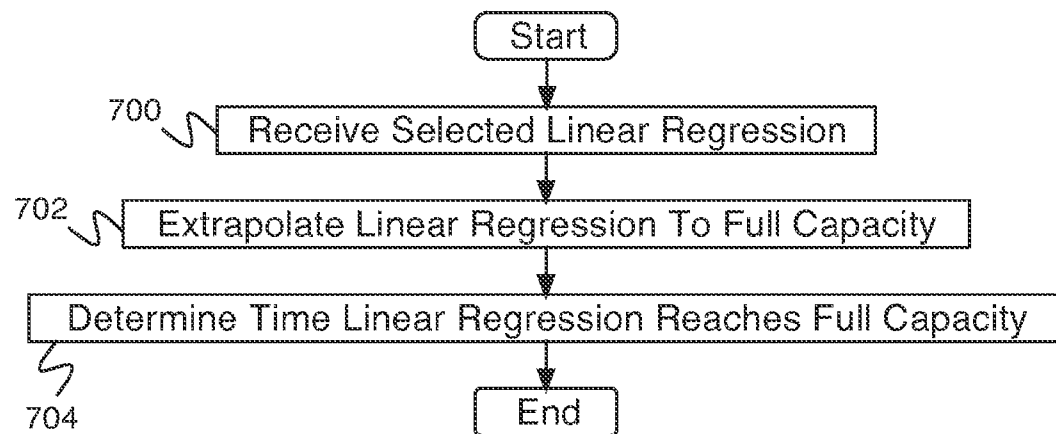 Start
700
Receive Selected Linear Regression
702
Extrapolate Linear Regression To Full Capacity
Determine Time Linear Regression Reaches Full Capacity
704
End